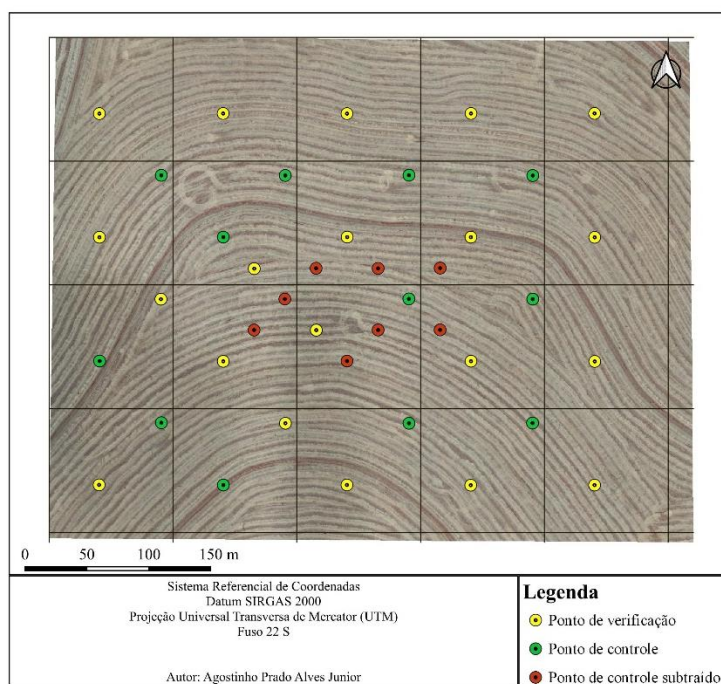 0 50 100 150 m
Sistema Referencial de Coordenadas
Datum SIRGAS 2000
Projeção Universal Transversa de Mercator (UTM)
Fuso 22 S
Autor: Agostinho Prado Alves Junior
Legenda
Ponto de verificação
Ponto de controle
Ponto de controle subtraído